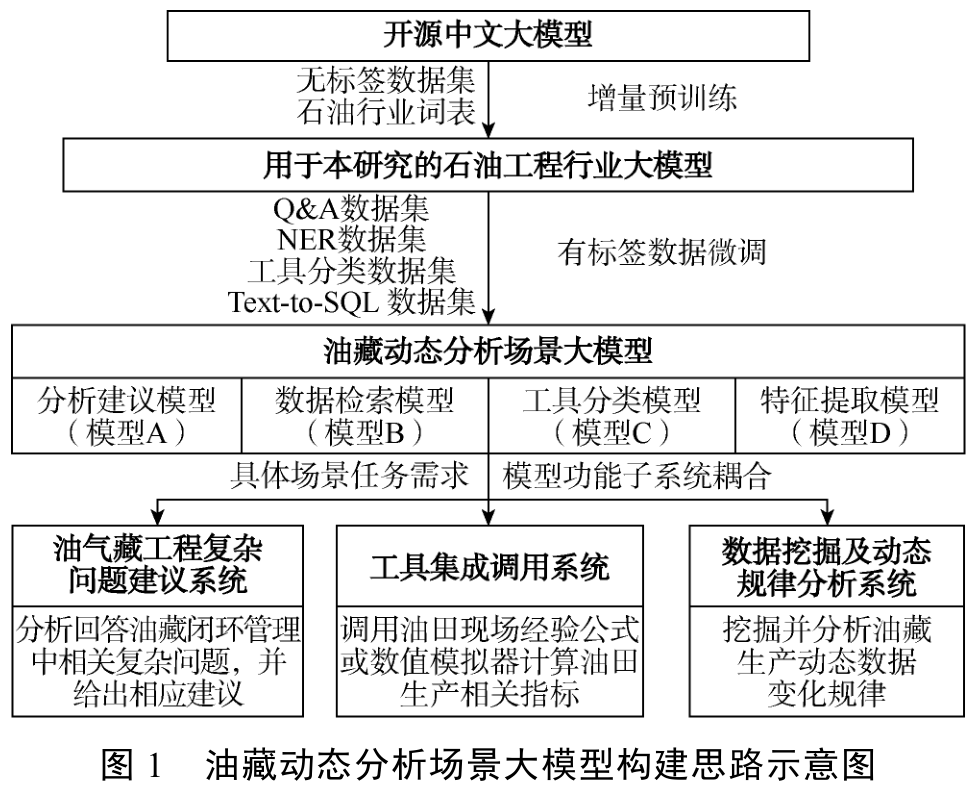 开源中文大模型
无标签数据集
石油行业词表
增量预训练
用于本研究的石油工程行业大模型
Q&A数据集
NER数据集
工具分类数据集
Text-to-SQL 数据集
有标签数据微调
油藏动态分析场景大模型
分析建议模型
（模型A）
数据检索模型
（模型B）
工具分类模型
（模型C）
特征提取模型
（模型D）
具体场景任务需求
模型功能子系统耦合
油气藏工程复杂
问题建议系统
分析回答油藏闭环管理
中相关复杂问题，并
给出相应建议
工具集成调用系统
调用油田现场经验公式
或数值模拟器计算油田
生产相关指标
数据挖掘及动态
规律分析系统
挖掘并分析油藏
生产动态数据
变化规律
图 1 油藏动态分析场景大模型构建思路示意图